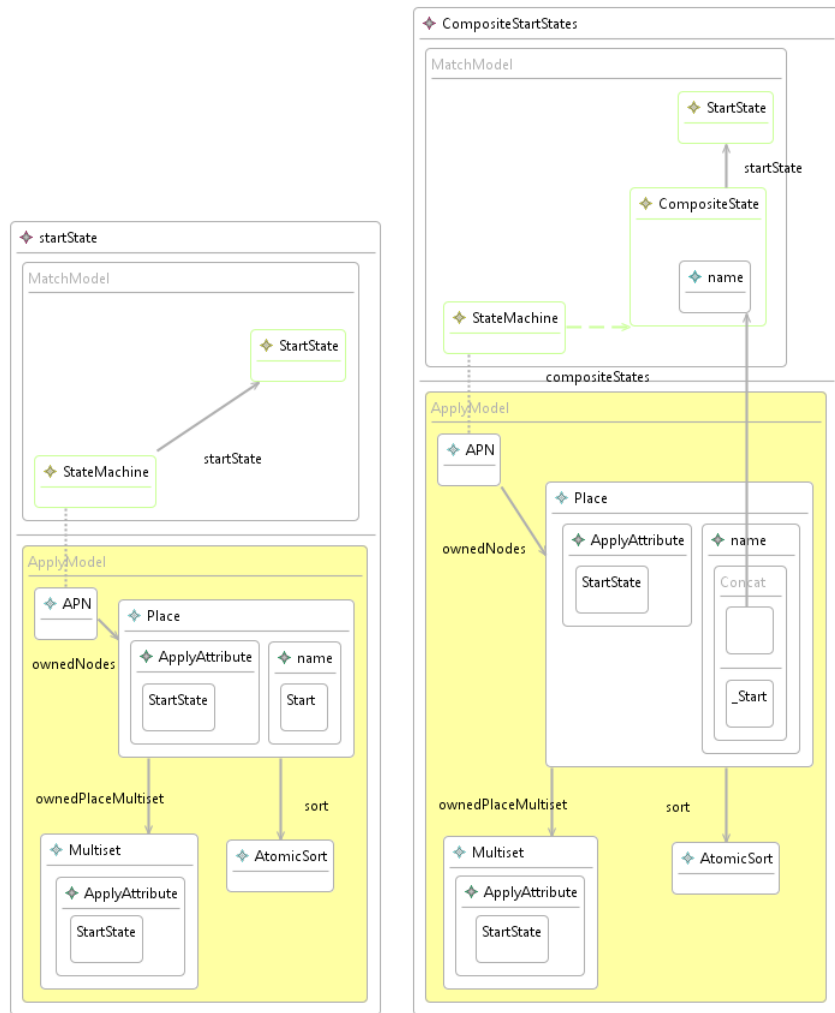 startState
MatchModel
StartState
startState
StateMachine
ApplyModel
APN
ownedNodes
Place
ApplyAttribute
StartState
name
Start
ownedPlaceMultiset
sort
Multiset
ApplyAttribute
StartState
AtomicSort
CompositeStartStates
MatchModel
StartState
startState
CompositeState
name
StateMachine
compositeStates
ApplyModel
APN
ownedNodes
Place
ApplyAttribute
StartState
name
Concat
_Start
ownedPlaceMultiset
sort
Multiset
ApplyAttribute
StartState
AtomicSort